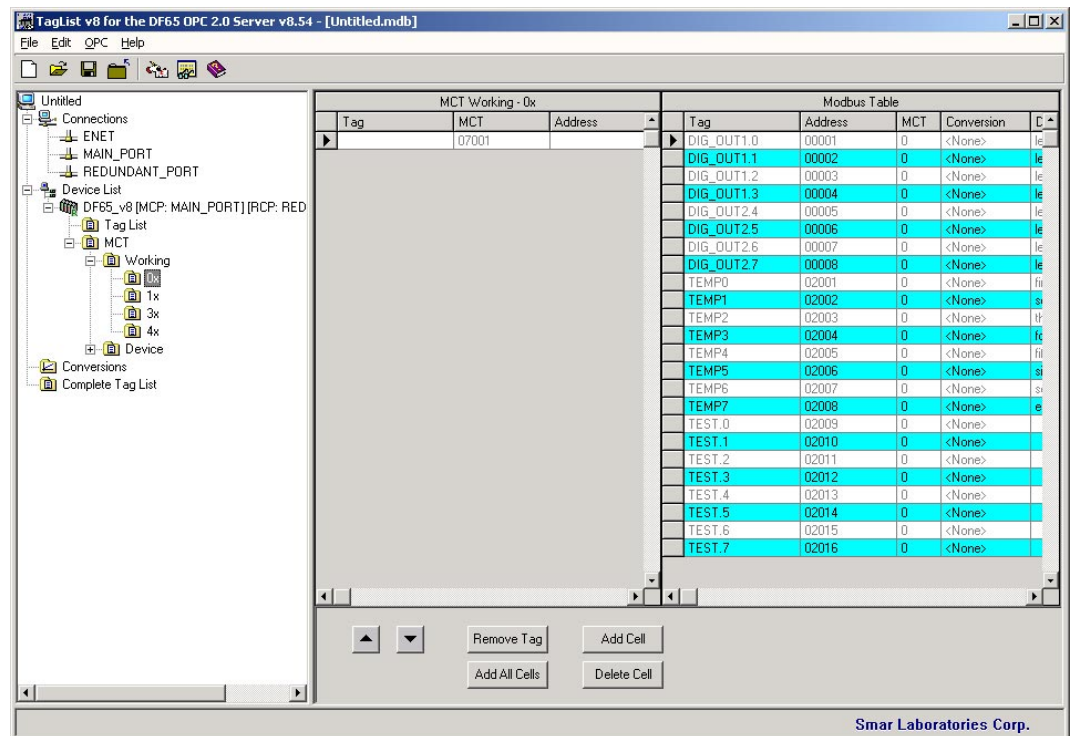 TagList v8 for the DF65 OPC 2.0 Server v8.54 - [Untitled.mdb]
File Edit OPC Help
Untitled
Connections
ENET
MAIN_PORT
REDUNDANT_PORT
Device List
DF65_v8 [MCP: MAIN_PORT] [RCP: RED
Tag List
MCT
Working
0x
1x
3x
4x
Device
Conversions
Complete Tag List
MCT Working - 0x
Tag MCT Address
07001
Modbus Table
Tag Address MCT Conversion
DIG_OUT1.0 00001 0 <None> le
DIG_OUT1.1 00002 0 <None> le
DIG_OUT1.2 00003 0 <None> le
DIG_OUT1.3 00004 0 <None> le
DIG_OUT2.4 00005 0 <None> le
DIG_OUT2.5 00006 0 <None> le
DIG_OUT2.6 00007 0 <None> le
DIG_OUT2.7 00008 0 <None> le
TEMP0 02001 0 <None>
TEMP1 02002 0 <None>
TEMP2 02003 0 <None>
TEMP3 02004 0 <None>
TEMP4 02005 0 <None>
TEMP5 02006 0 <None>
TEMP6 02007 0 <None>
TEMP7 02008 0 <None> e
TEST.0 02009 0 <None>
TEST.1 02010 0 <None>
TEST.2 02011 0 <None>
TEST.3 02012 0 <None>
TEST.4 02013 0 <None>
TEST.5 02014 0 <None>
TEST.6 02015 0 <None>
TEST.7 02016 0 <None>
Remove Tag Add Cell
Add All Cells Delete Cell
Smar Laboratories Corp.